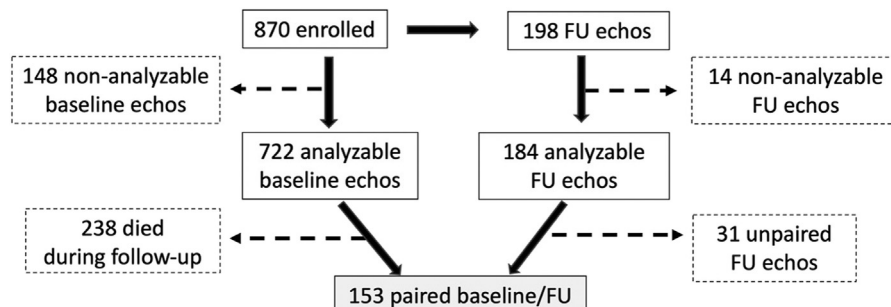 870 enrolled
198 FU echos
148 non-analyzable
baseline echos
14 non-analyzable
FU echos
722 analyzable
baseline echos
184 analyzable
FU echos
238 died
during follow-up
31 unpaired
FU echos
153 paired baseline/FU